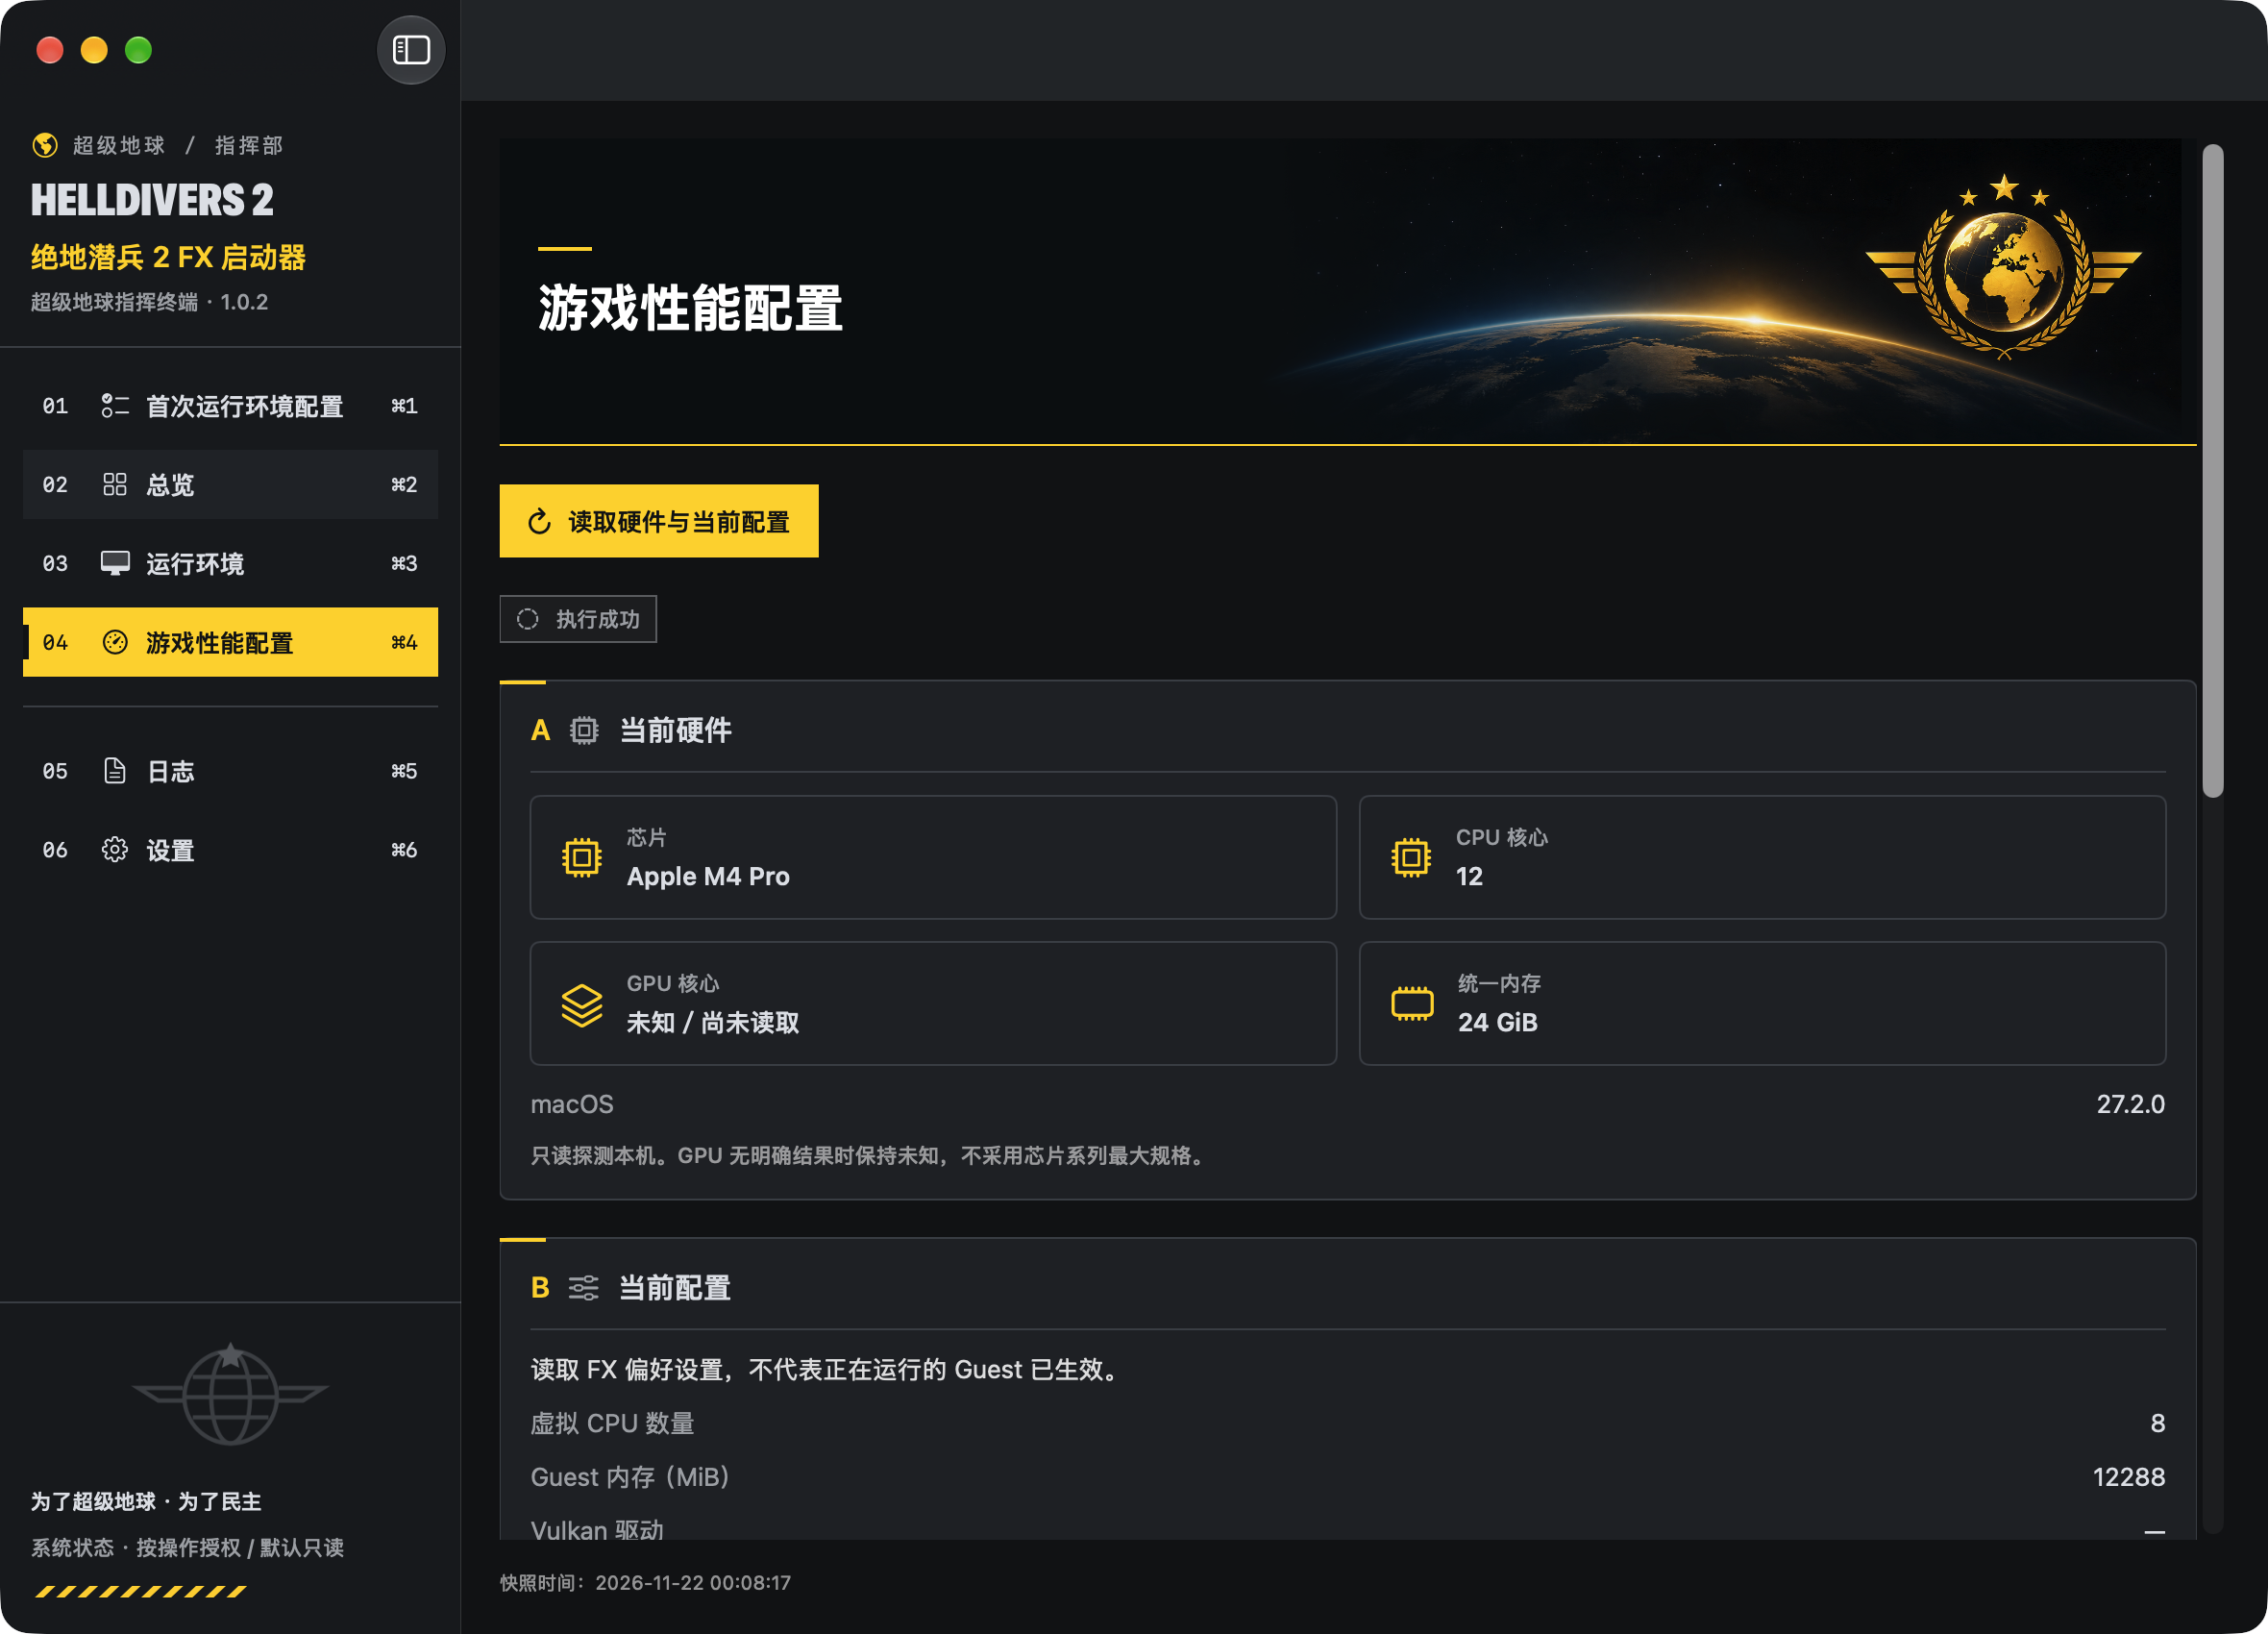 超级地球 / 指挥部
HELLDIVERS 2
绝地潜兵 2 FX 启动器
超级地球指挥终端 · 1.0.2
01 首次运行环境配置 ⌘1
02 总览 ⌘2
03 运行环境 ⌘3
04 游戏性能配置 ⌘4
05 日志 ⌘5
06 设置 ⌘6
为了超级地球 · 为了民主
系统状态 · 按操作授权 / 默认只读
游戏性能配置
读取硬件与当前配置
执行成功
A 当前硬件
芯片
Apple M4 Pro
CPU 核心
12
GPU 核心
未知 / 尚未读取
统一内存
24 GiB
macOS 27.2.0
只读探测本机。GPU 无明确结果时保持未知，不采用芯片系列最大规格。
B 当前配置
读取 FX 偏好设置，不代表正在运行的 Guest 已生效。
虚拟 CPU 数量 8
Guest 内存（MiB） 12288
Vulkan 驱动 —
快照时间：2026-11-22 00:08:17